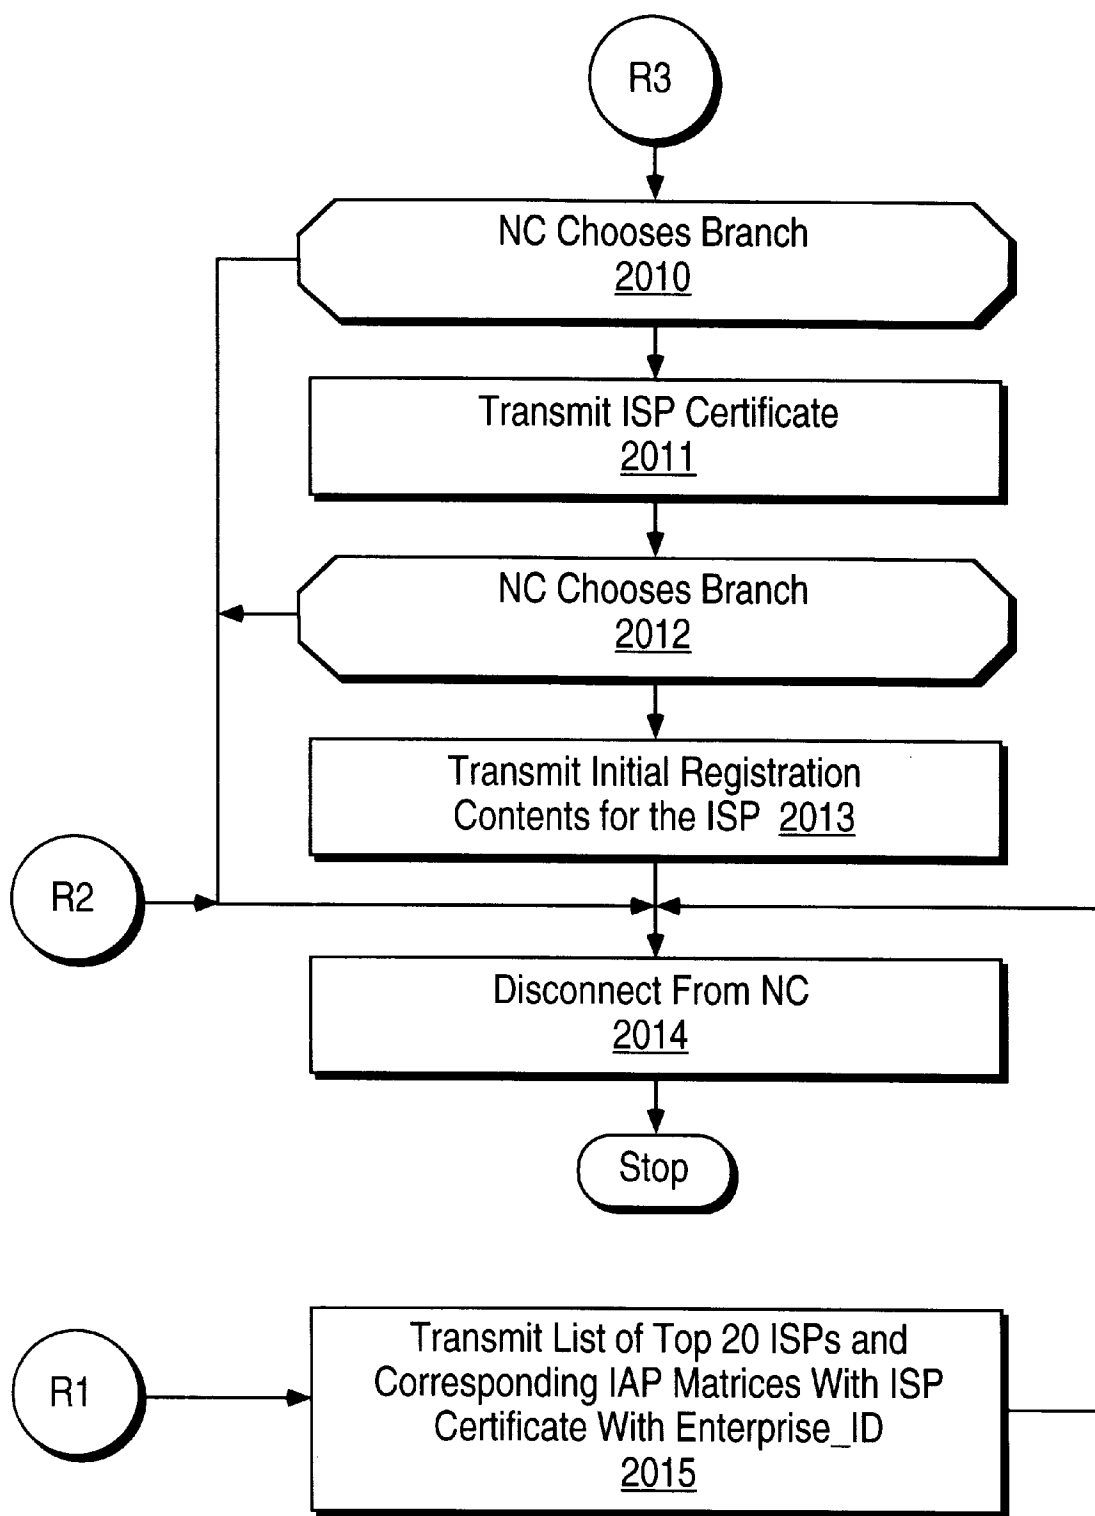 R3
NC Chooses Branch
2010
Transmit ISP Certificate
2011
NC Chooses Branch
2012
Transmit Initial Registration
Contents for the ISP 2013
R2
Disconnect From NC
2014
Stop
R1
Transmit List of Top 20 ISPs and
Corresponding IAP Matrices With ISP
Certificate With Enterprise_ID
2015